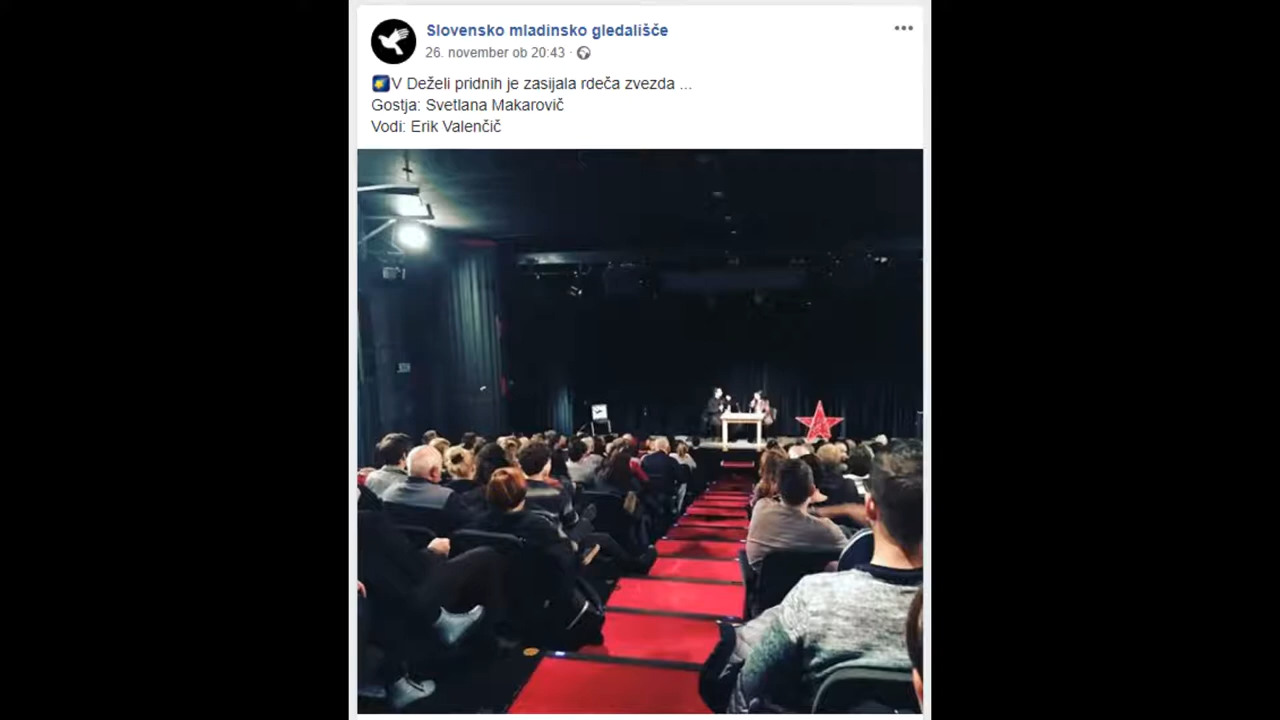 Slovensko mladinsko gledališče
26. november ob 20:43 ·
V Deželi pridnih je zasijala rdeča zvezda ...
Gostja: Svetlana Makarovič
Vodi: Erik Valenčič